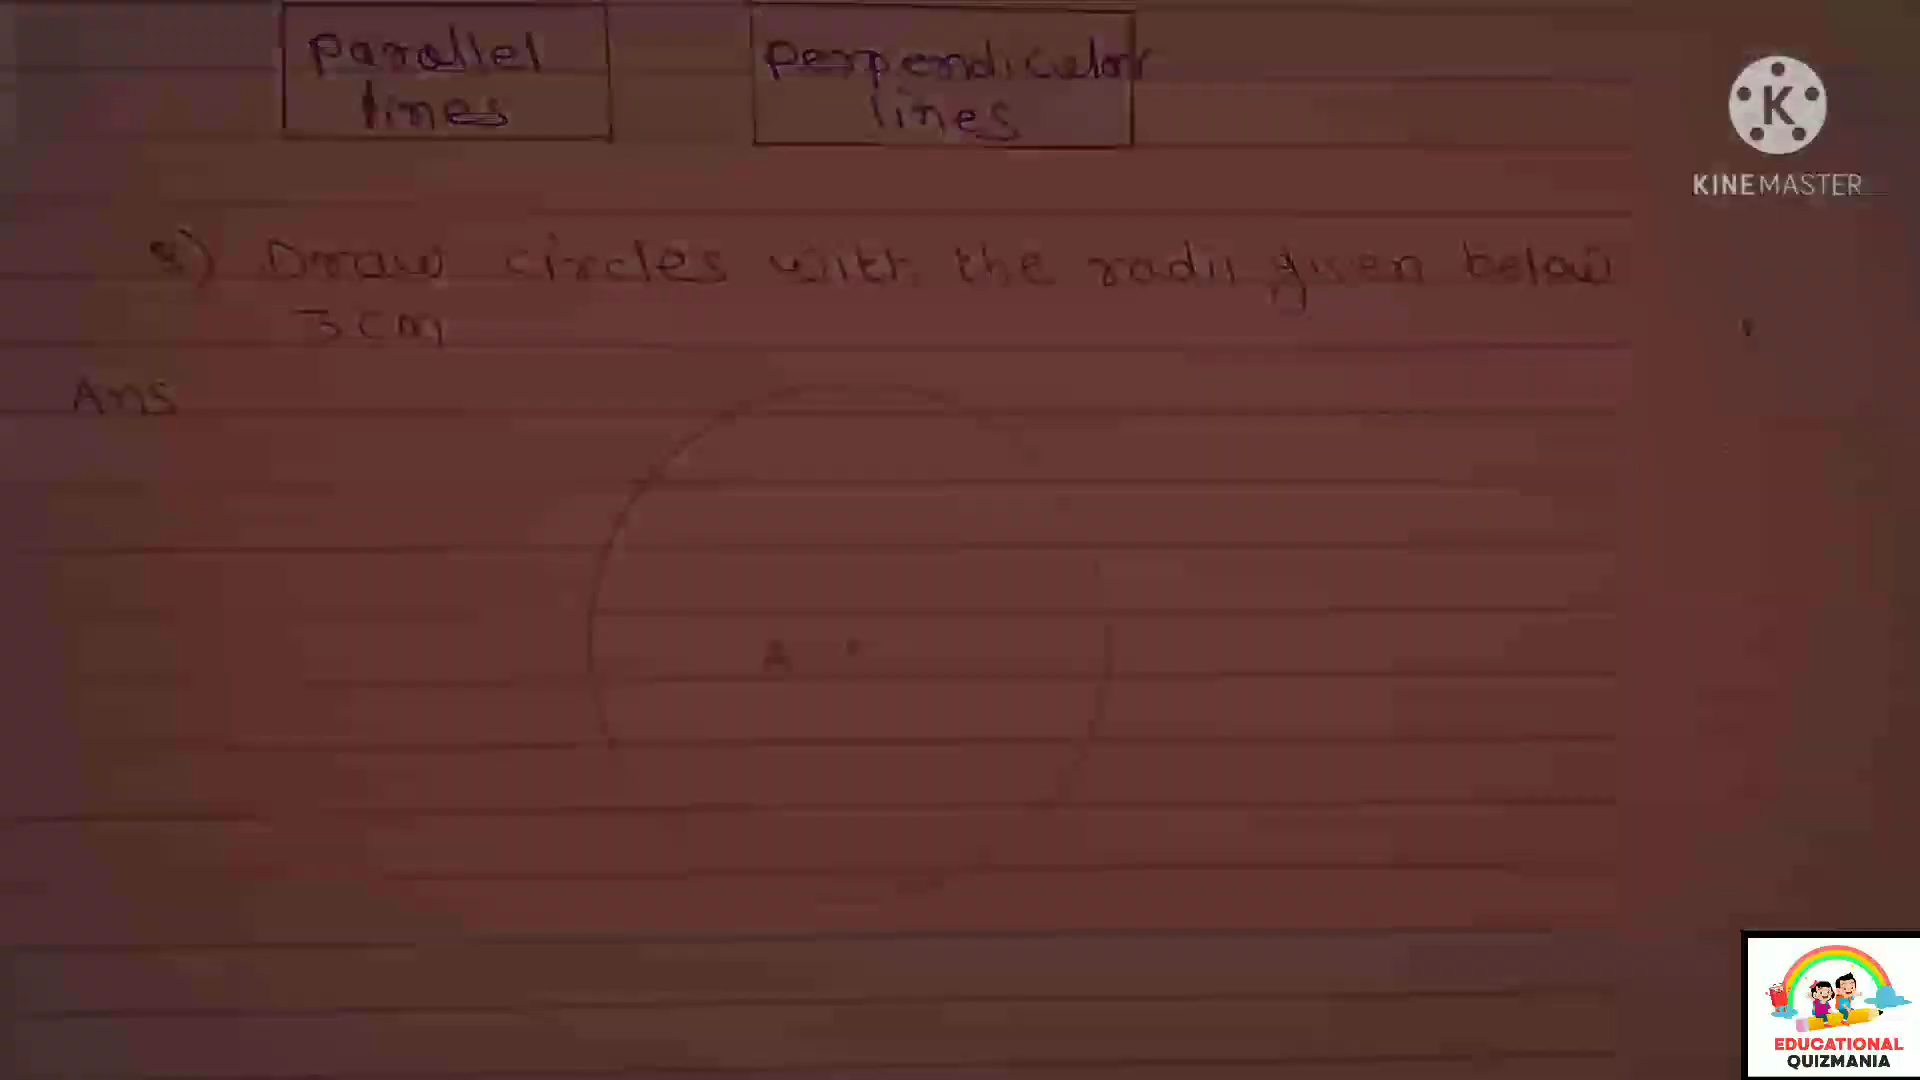 parallel
lines
perpendicular
lines
KINEMASTER
8) Draw circles with the radii given below
3 cm
Ans
A
EDUCATIONAL
QUIZMANIA